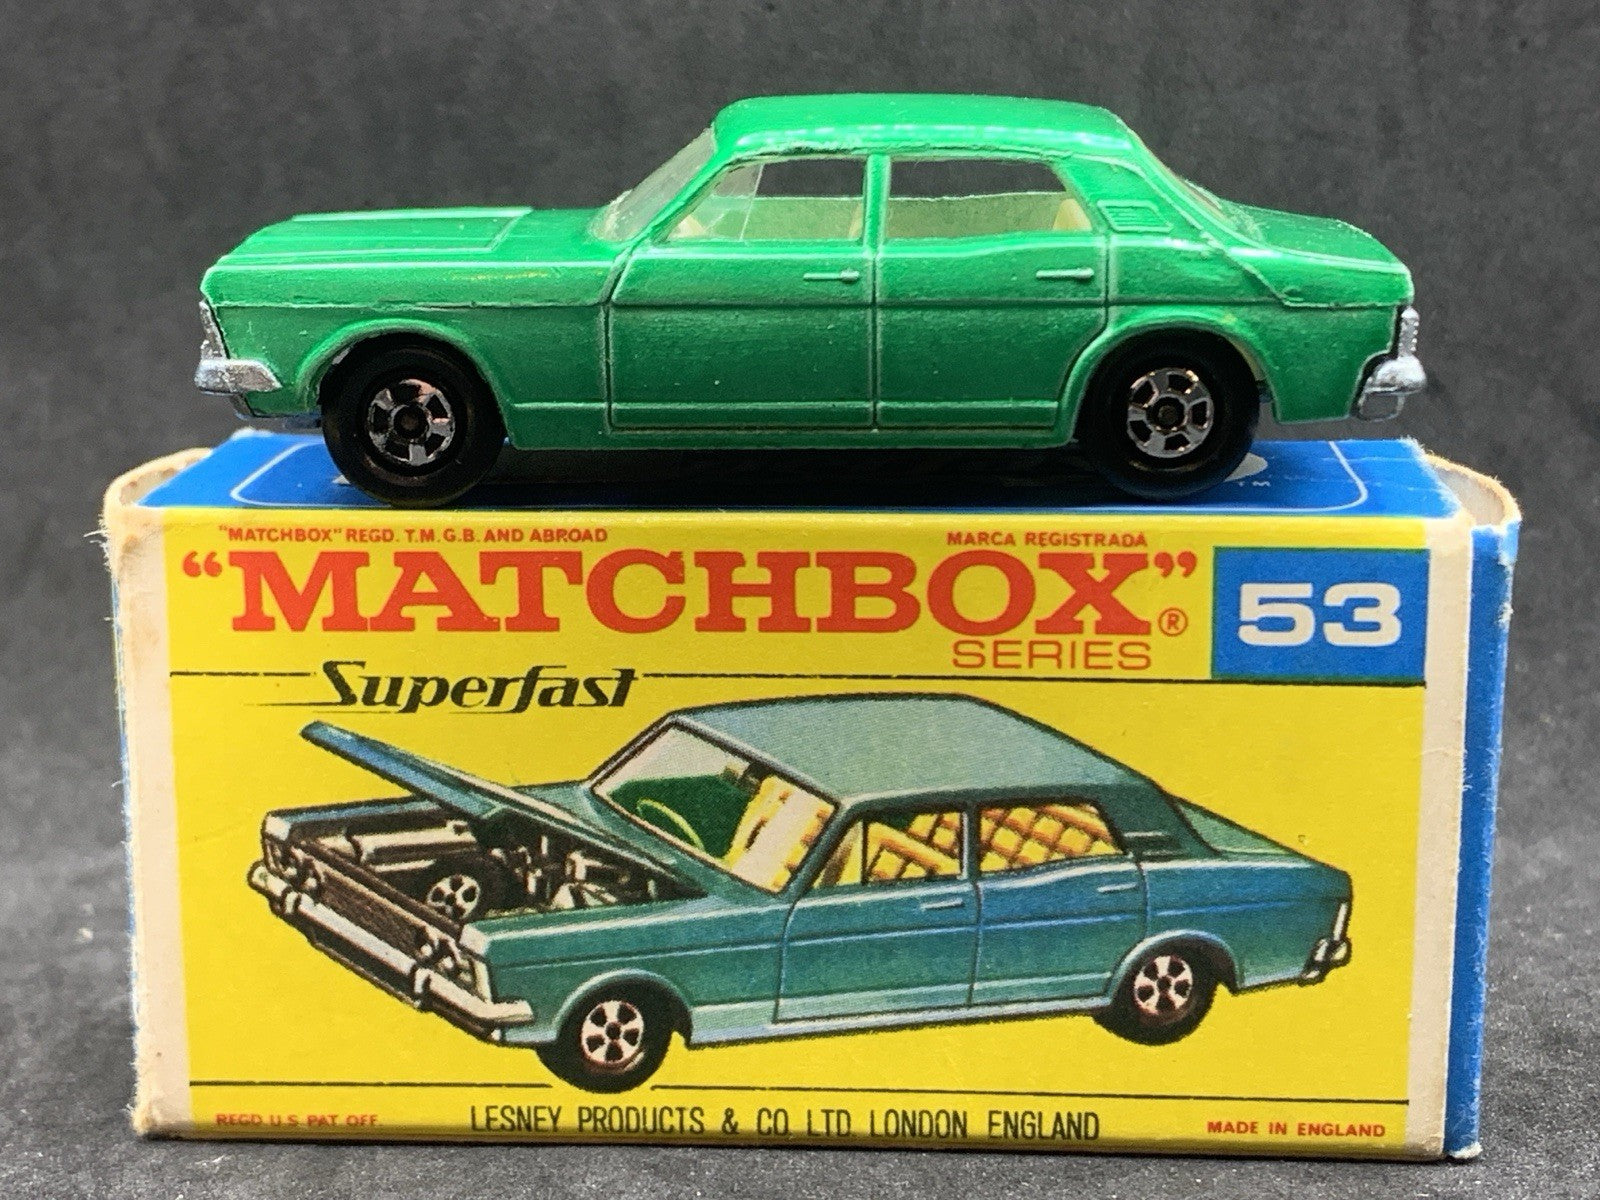 TM
"MATCHBOX" REGD. T.M. G.B. AND ABROAD
MARCA REGISTRADA
"MATCHBOX"®
SERIES
53
Superfast
REGD U.S. PAT. OFF.
LESNEY PRODUCTS & CO. LTD. LONDON ENGLAND
MADE IN ENGLAND